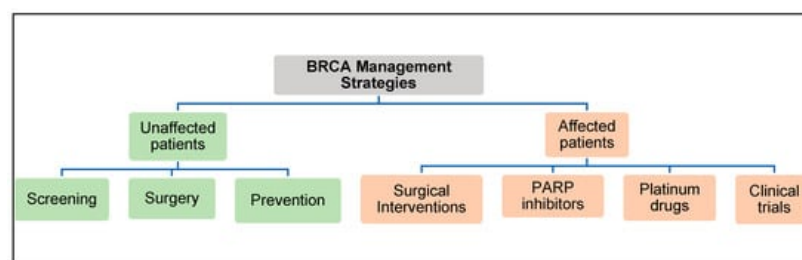 BRCA Management
Strategies
Unaffected
patients
Affected
patients
Screening
Surgery
Prevention
Surgical
Interventions
PARP
inhibitors
Platinum
drugs
Clinical
trials